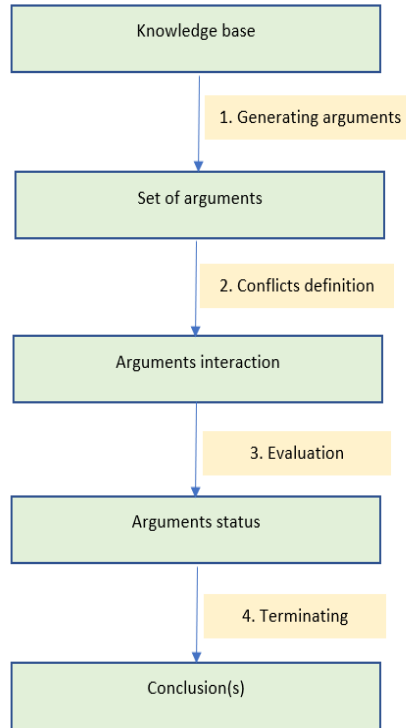 Knowledge base
1. Generating arguments
Set of arguments
2. Conflicts definition
Arguments interaction
3. Evaluation
Arguments status
4. Terminating
Conclusion(s)